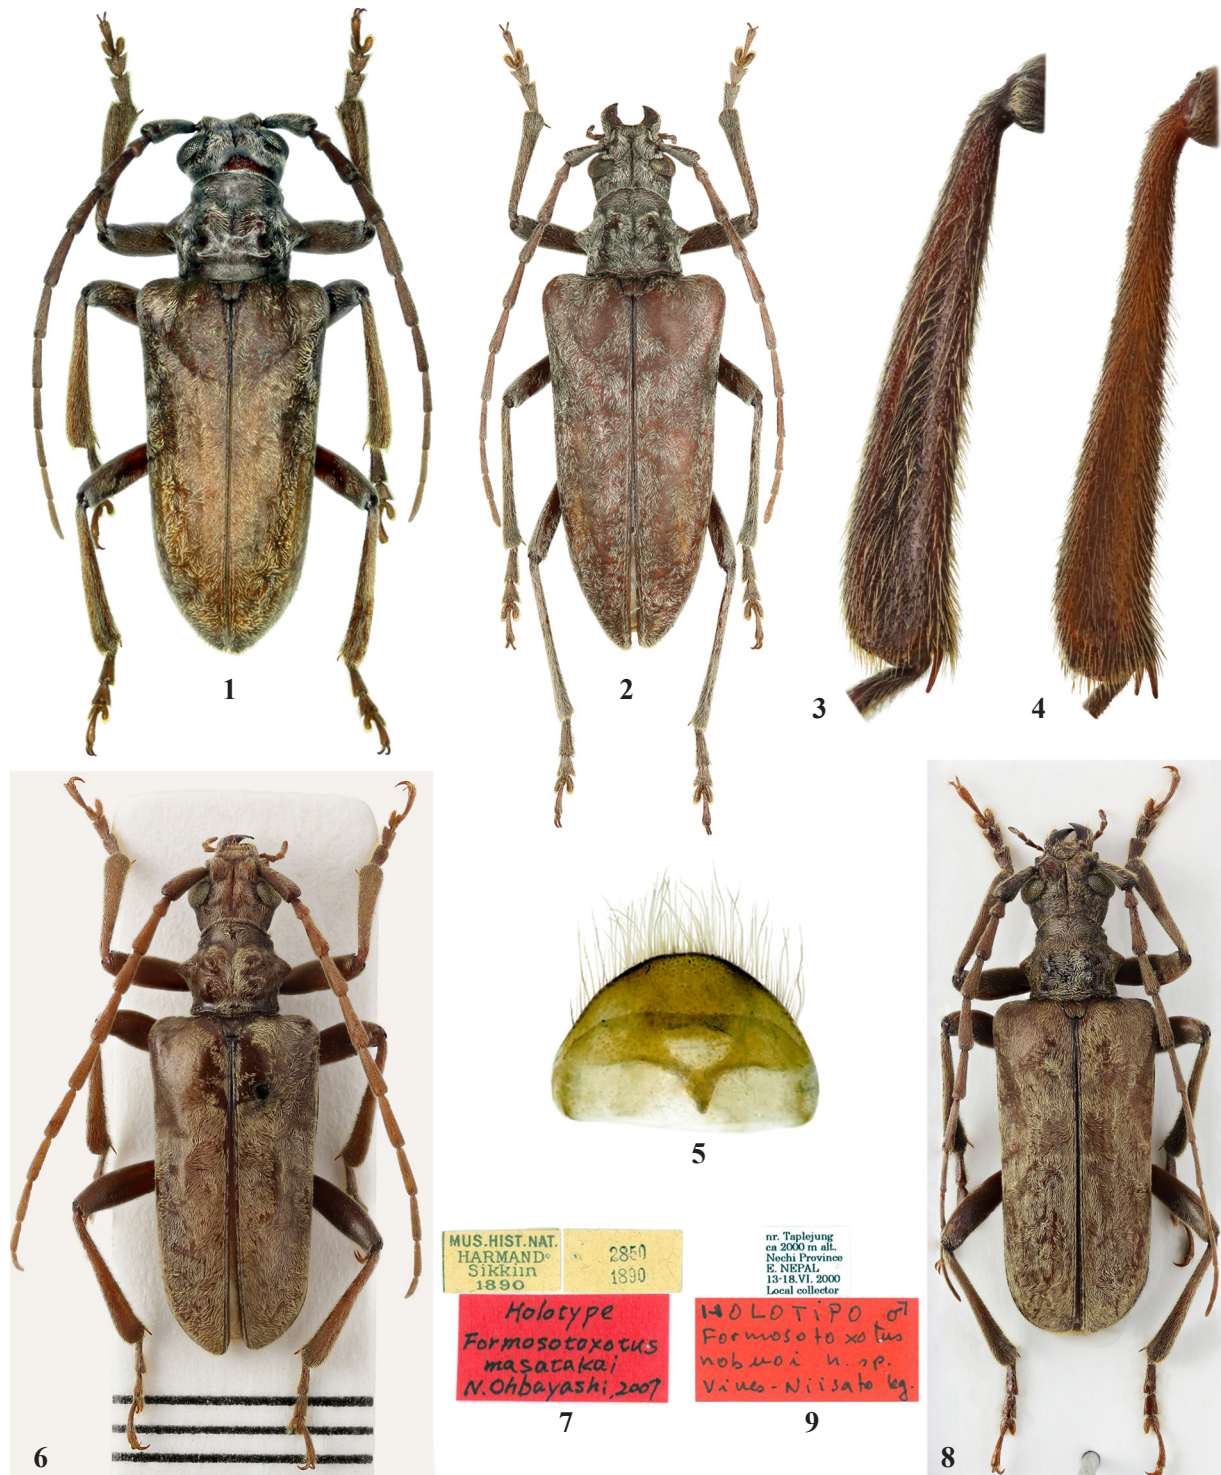 1
2
3
4
5
MUS.HIST.NAT.
HARMAND
Sikkim
1890
2850
1890
Holotype
Formosotoxotus
masatakai
N.Ohbayashi, 2007
7
nr. Taplejung
ca 2000 m alt.
Nechi Province
E. NEPAL
13-18.VI. 2000
Local collector
HOLOTIPO ♂
Formosotoxotus
nobuoi n. sp.
Vives-Niisato leg.
9
6
8